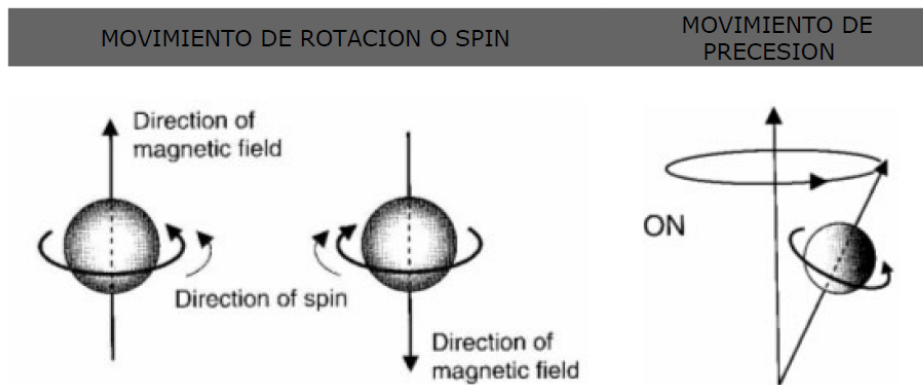 MOVIMIENTO DE ROTACION O SPIN
MOVIMIENTO DE
PRECESION
Direction of
magnetic field
Direction of spin
Direction of
magnetic field
ON